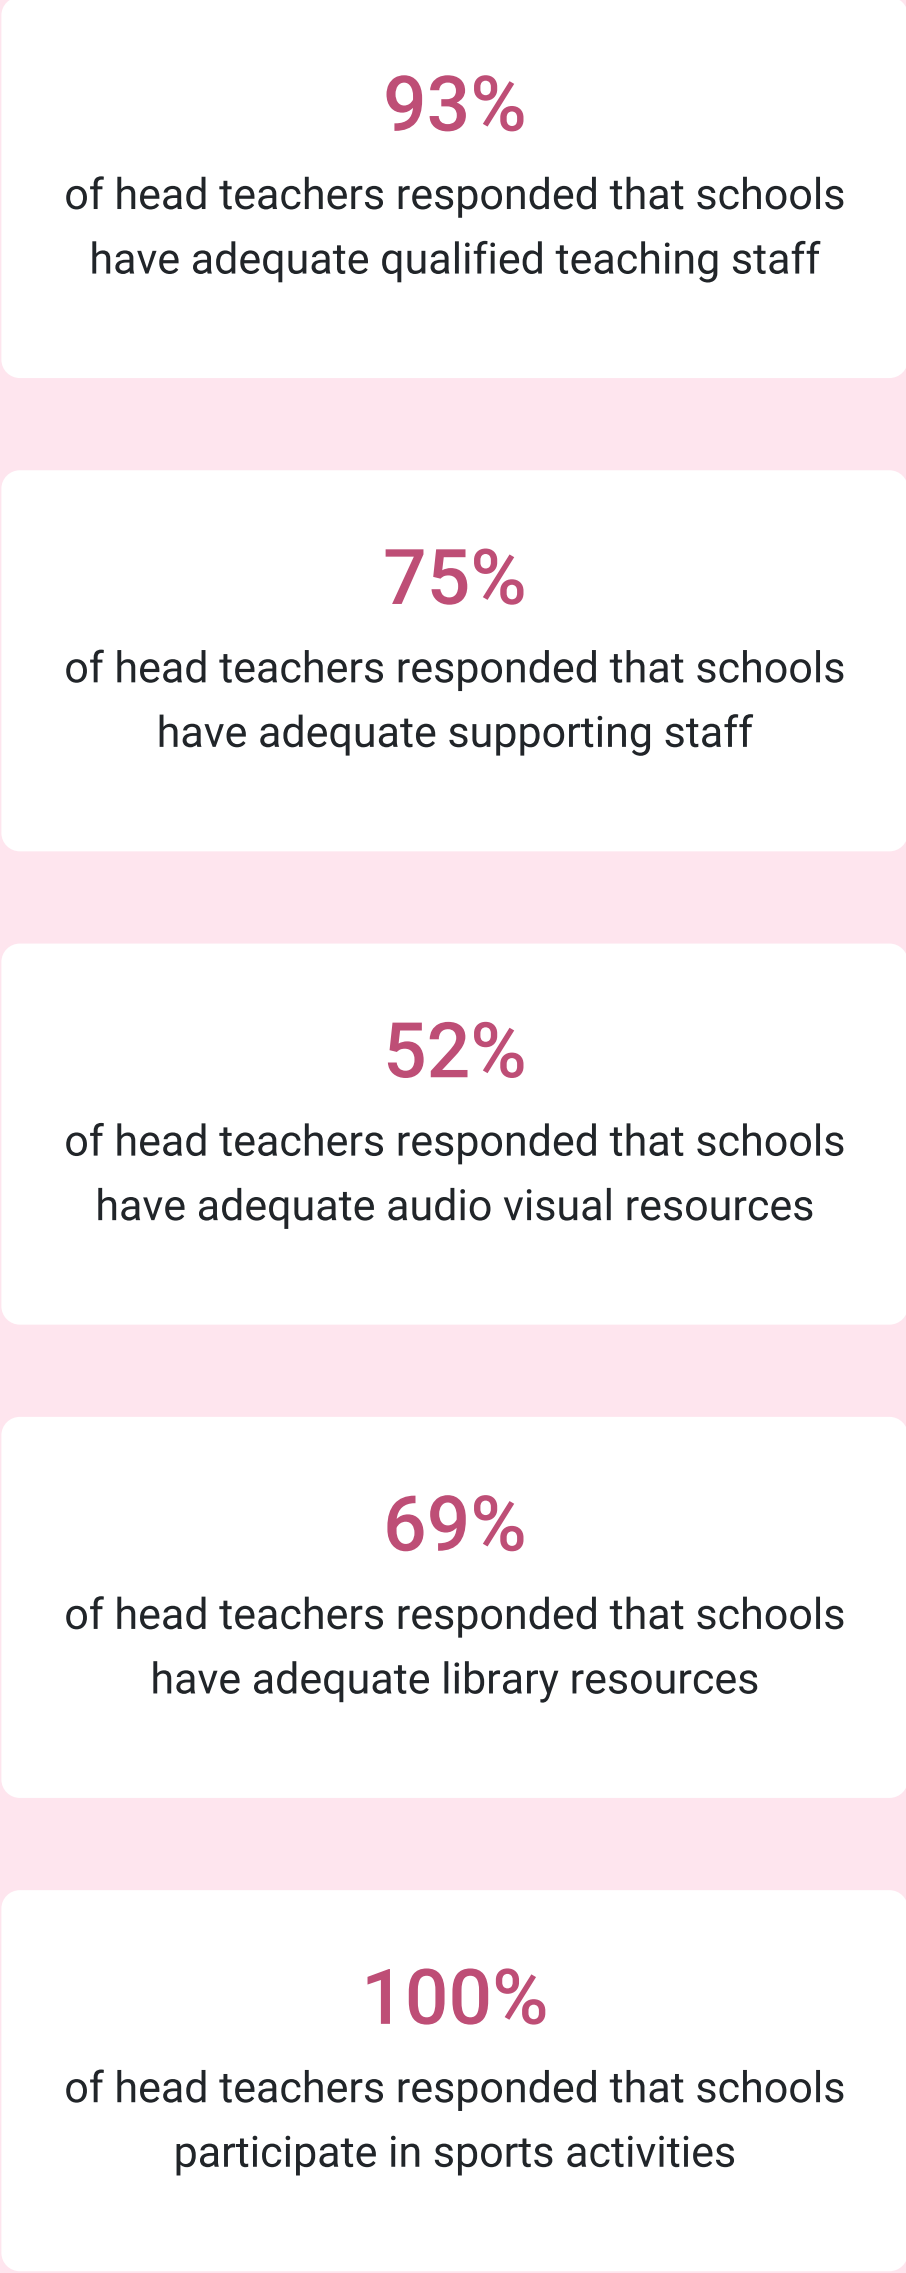 93%
of head teachers responded that schools
have adequate qualified teaching staff
75%
of head teachers responded that schools
have adequate supporting staff
52%
of head teachers responded that schools
have adequate audio visual resources
69%
of head teachers responded that schools
have adequate library resources
100%
of head teachers responded that schools
participate in sports activities